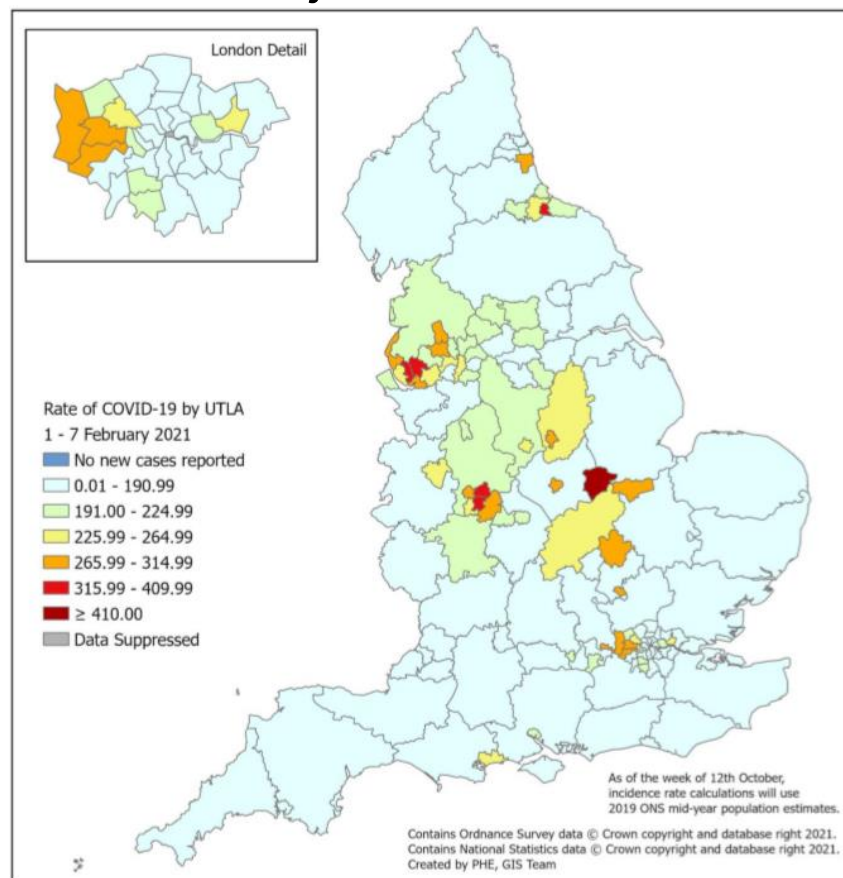 London Detail
Rate of COVID-19 by UTLA
1 - 7 February 2021
No new cases reported
0.01 - 190.99
191.00 - 224.99
225.99 - 264.99
265.99 - 314.99
315.99 - 409.99
≥ 410.00
Data Suppressed
As of the week of 12th October,
incidence rate calculations will use
2019 ONS mid-year population estimates.
Contains Ordnance Survey data © Crown copyright and database right 2021.
Contains National Statistics data © Crown copyright and database right 2021.
Created by PHE, GIS Team